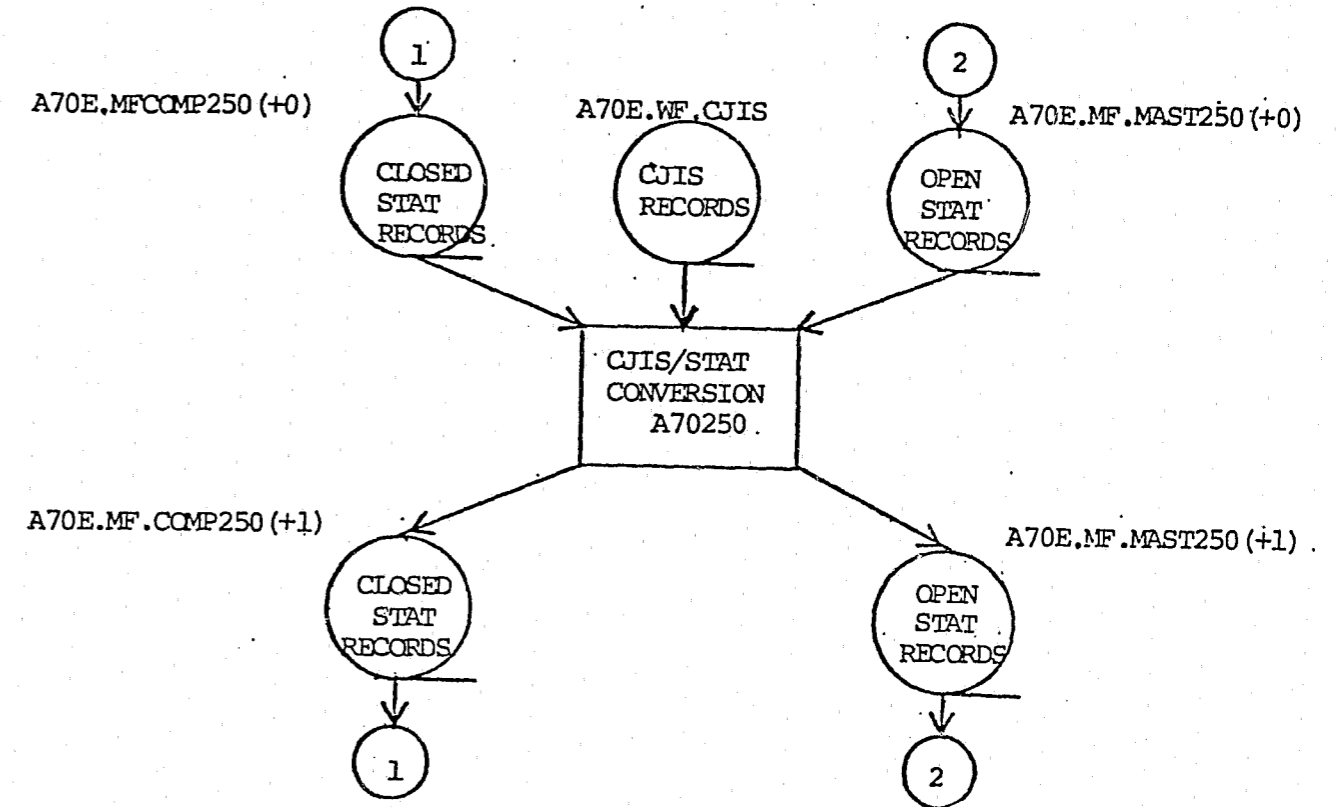 1
2
A70E.MFCOMP250(+0)
A70E.WF.CJIS
A70E.MF.MAST250(+0)
CLOSED
STAT
RECORDS
CJIS
RECORDS
OPEN
STAT
RECORDS
CJIS/STAT
CONVERSION
A70250
A70E.MF.COMP250(+1)
A70E.MF.MAST250(+1)
CLOSED
STAT
RECORDS
OPEN
STAT
RECORDS
1
2